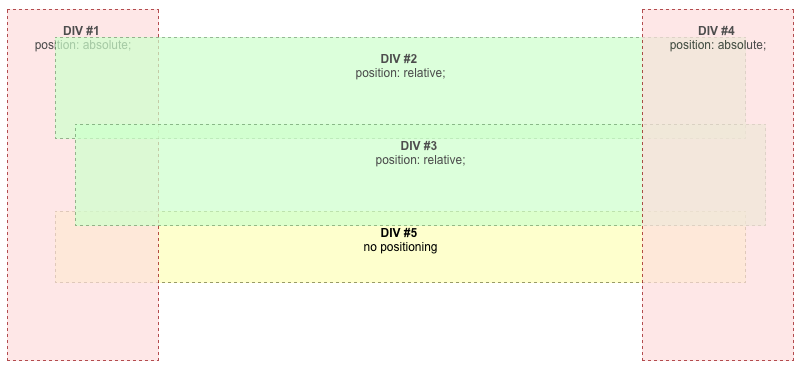 DIV #1
position: absolute;
DIV #2
position: relative;
DIV #4
position: absolute;
DIV #3
position: relative;
DIV #5
no positioning